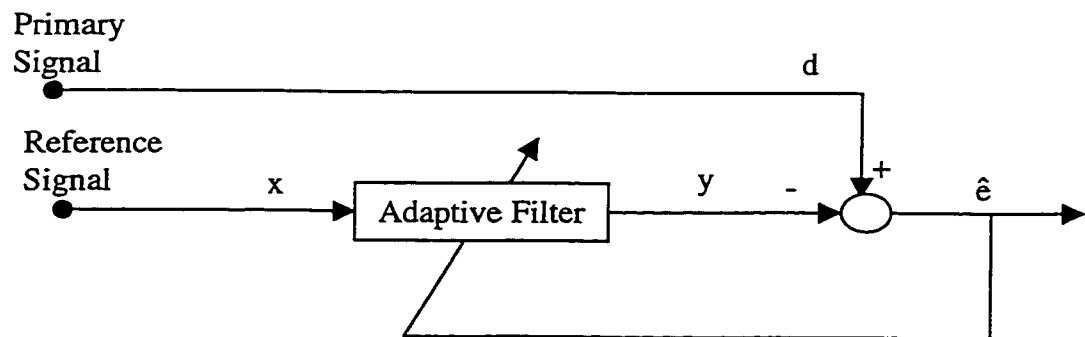 Primary
Signal
d
Reference
Signal
x
Adaptive Filter
y
-
+
ê